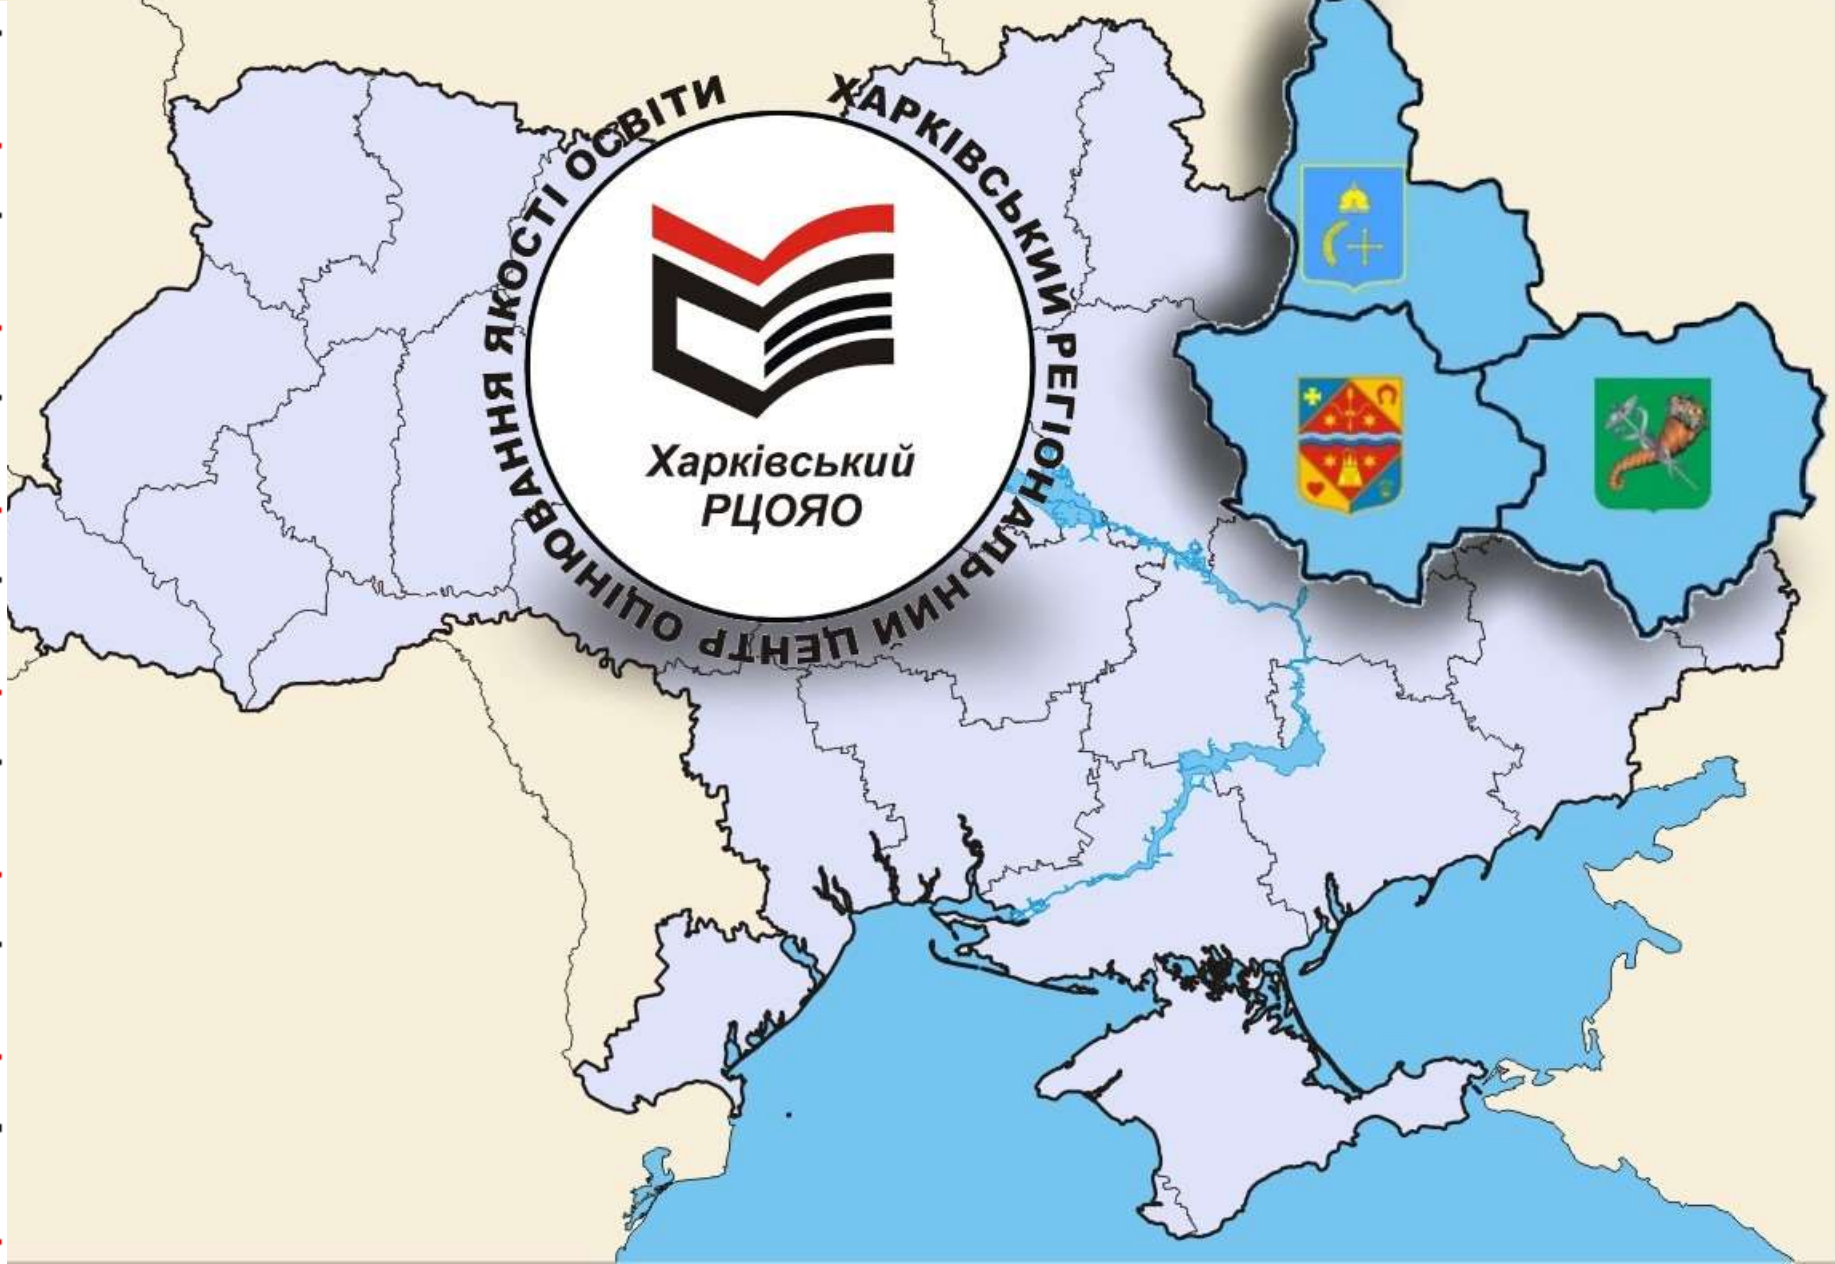 ХАРКІВСЬКИЙ РЕГІОНАЛЬНИЙ ЦЕНТР ОЦІНЮВАННЯ ЯКОСТІ ОСВІТИ
Харківський
РЦОЯО